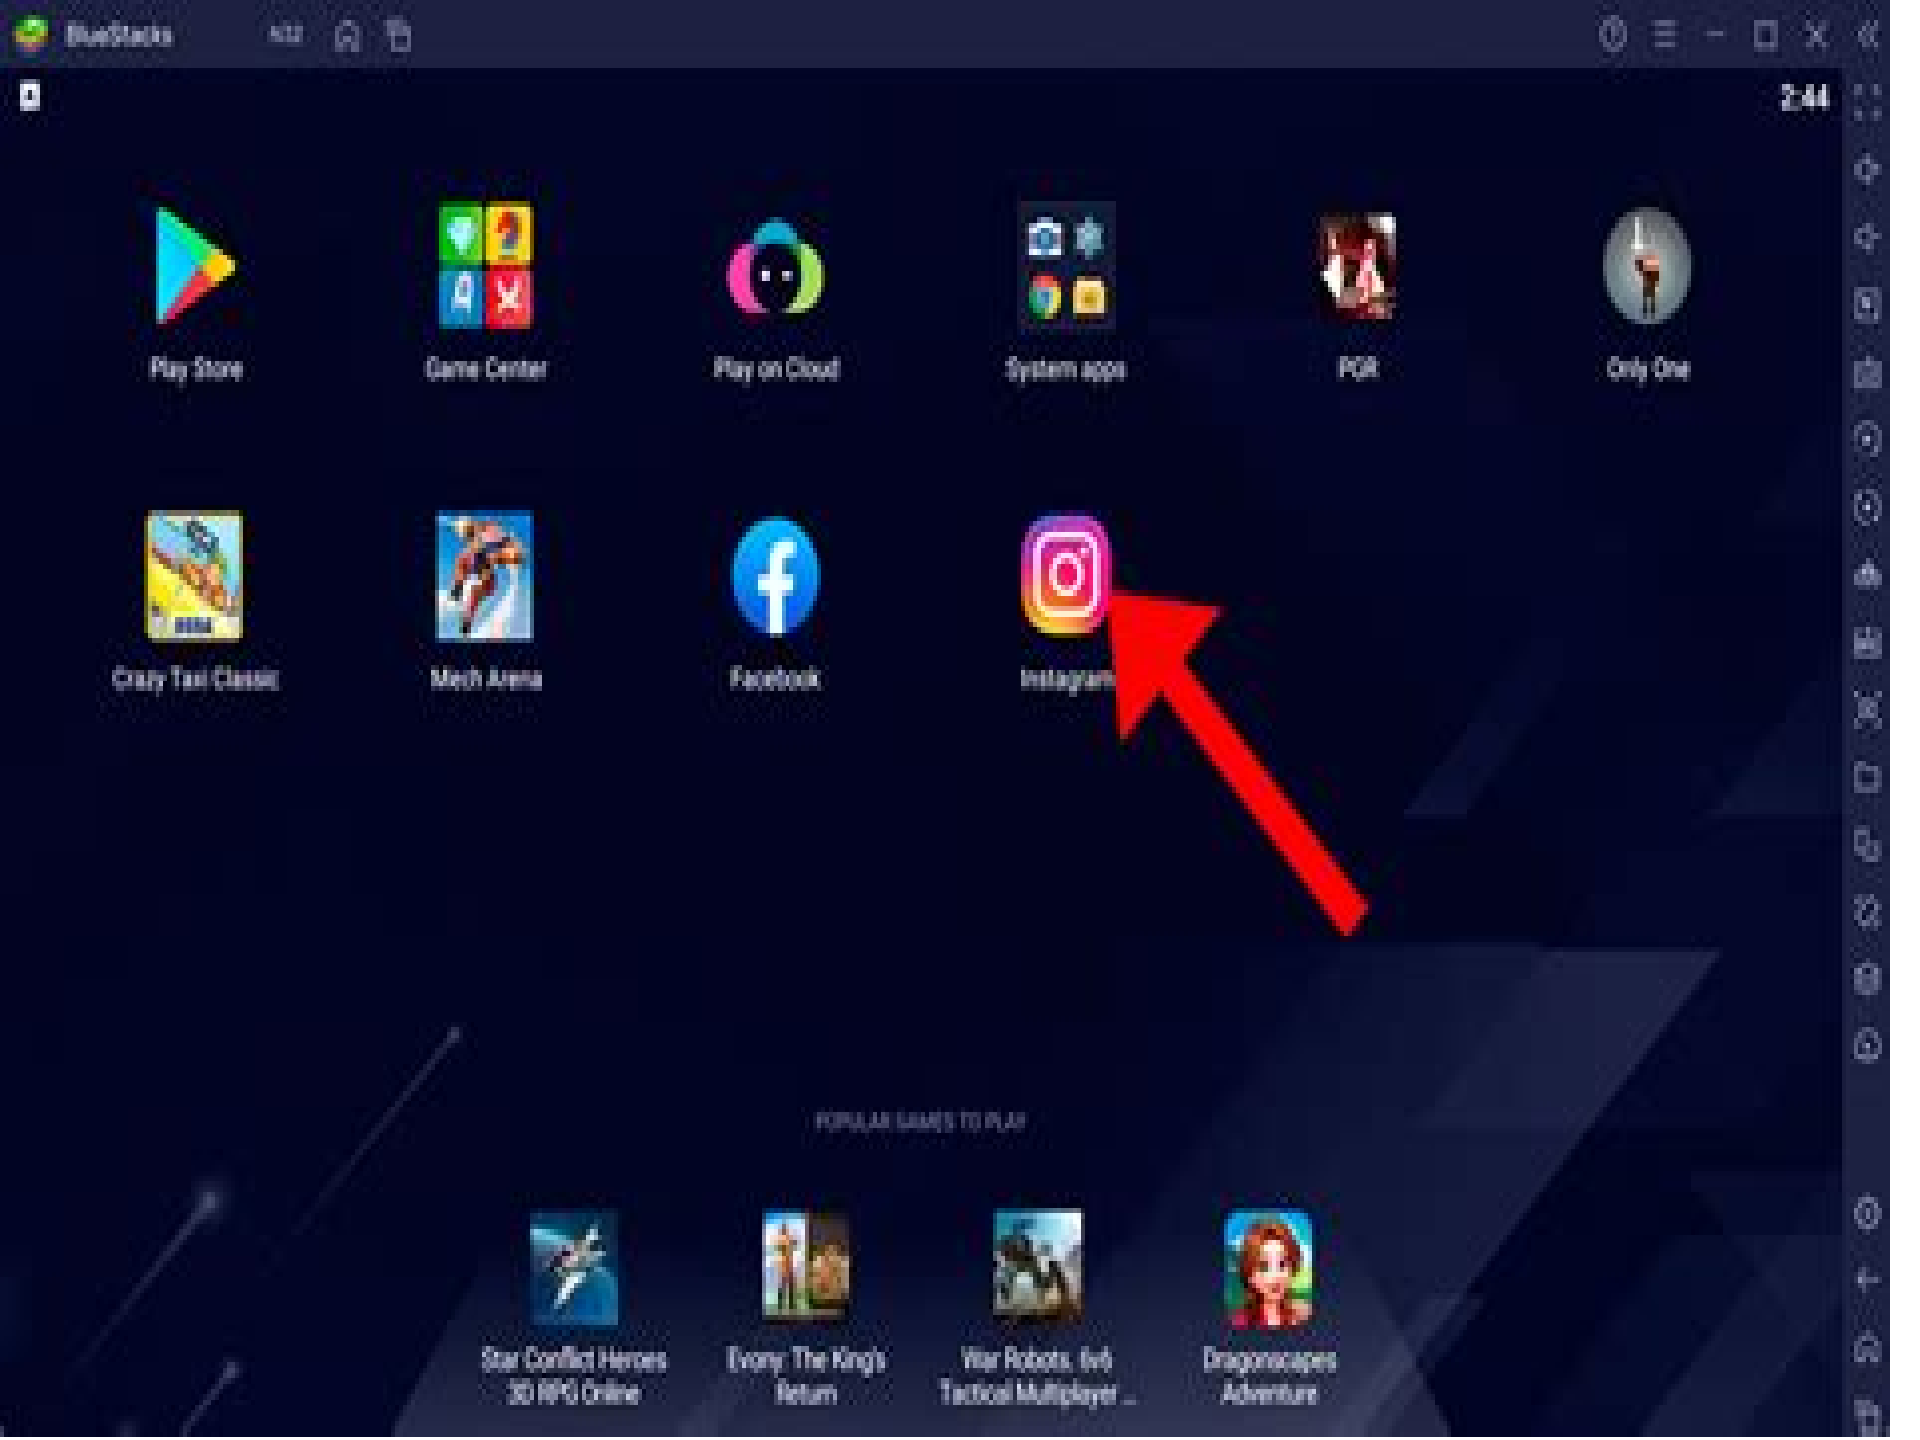 BlueStacks
2:44
Play Store
Game Center
Play on Cloud
System apps
PGR
Only One
Crazy Taxi Classic
Mech Arena
Facebook
Instagram
POPULAR GAMES TO PLAY
Star Conflict Heroes
3D RPG Online
Evony: The King's
Return
War Robots. 6v6
Tactical Multiplayer ...
Dragonscapes
Adventure